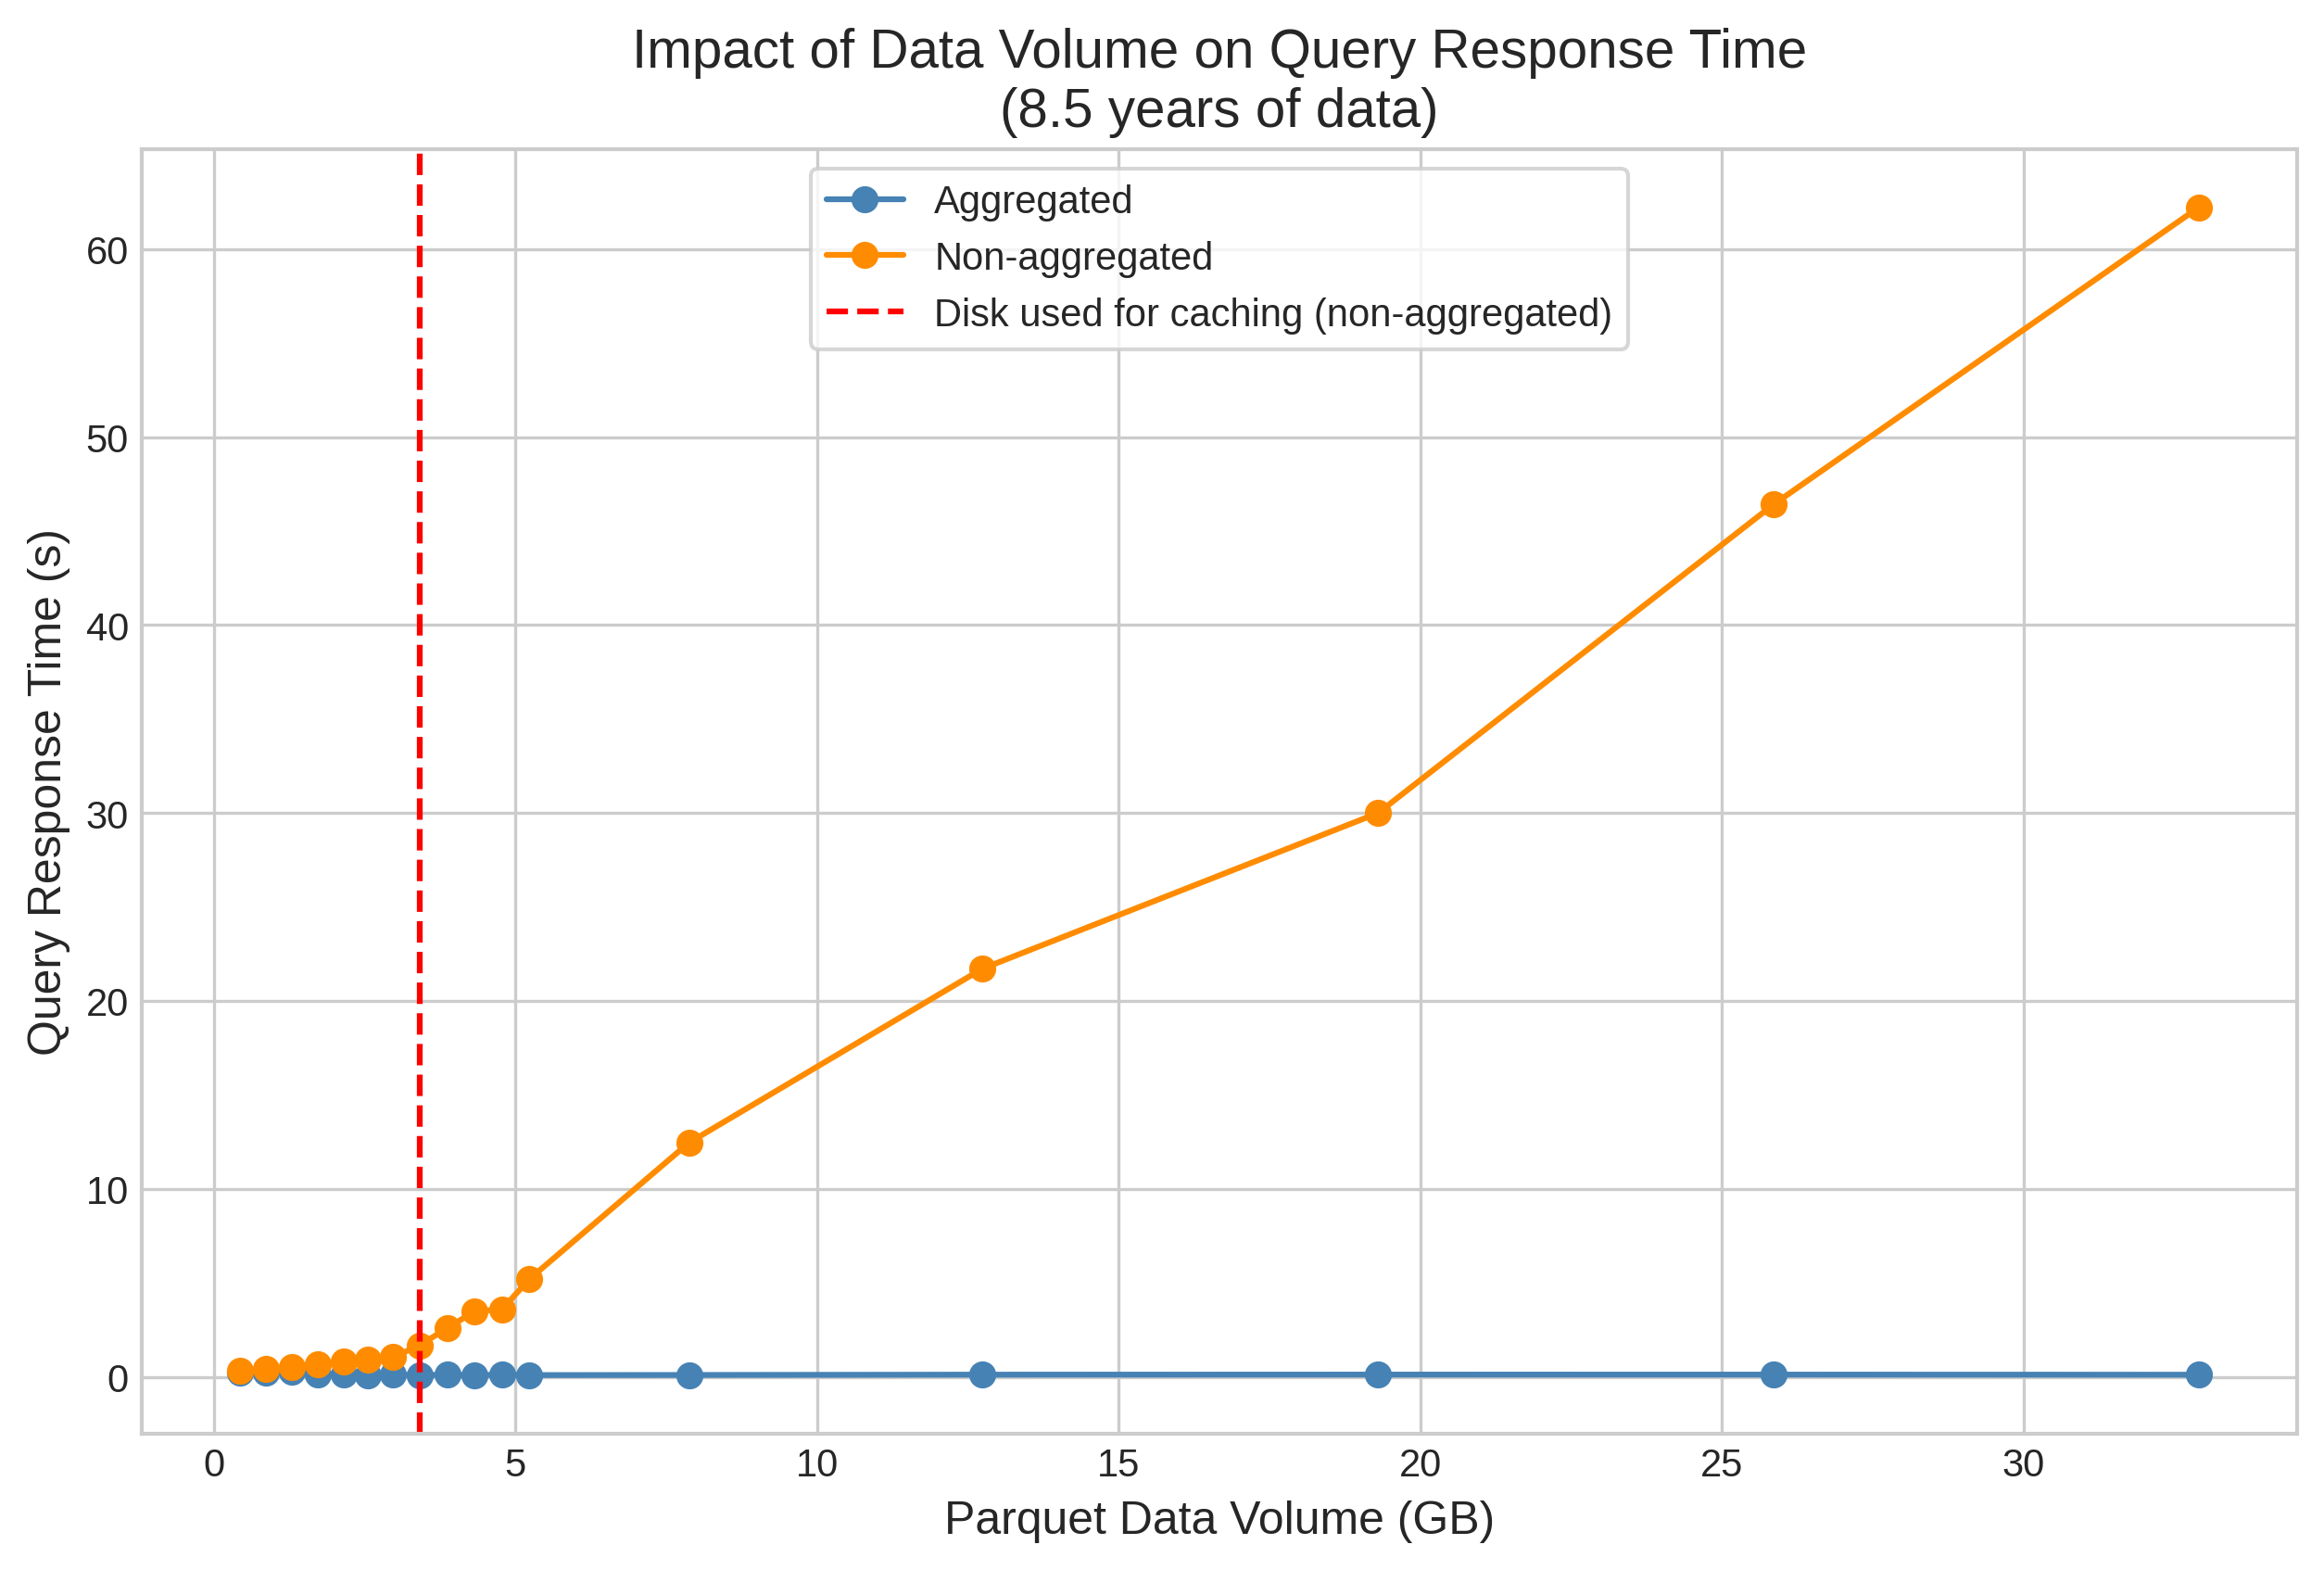 Impact of Data Volume on Query Response Time
(8.5 years of data)
Aggregated
Non-aggregated
Disk used for caching (non-aggregated)
Query Response Time (s)
60
50
40
30
20
10
0
0 5 10 15 20 25 30
Parquet Data Volume (GB)